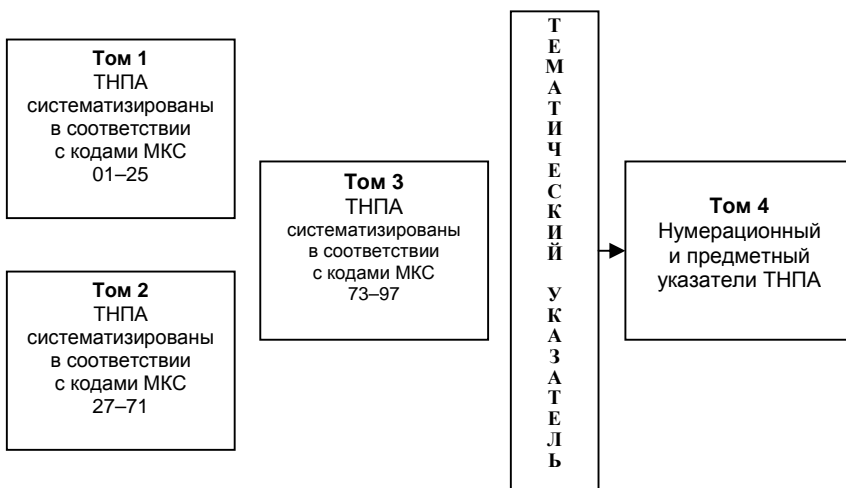 Том 1
ТНПА
систематизированы
в соответствии
с кодами МКС
01–25
Том 2
ТНПА
систематизированы
в соответствии
с кодами МКС
27–71
Том 3
ТНПА
систематизированы
в соответствии
с кодами МКС
73–97
ТЕМАТИЧЕСКИЙ УКАЗАТЕЛЬ
Том 4
Нумерационный
и предметный
указатели ТНПА